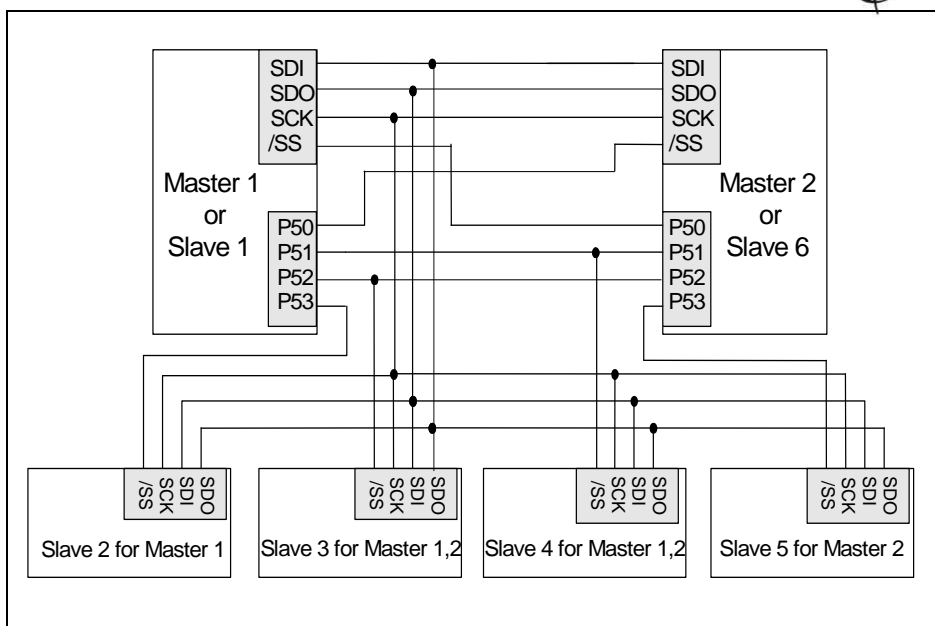 SDI
SDO
SCK
/SS
Master 1
or
Slave 1
P50
P51
P52
P53
SDI
SDO
SCK
/SS
Master 2
or
Slave 6
P50
P51
P52
P53
/SS
SCK
SDI
SDO
Slave 2 for Master 1
/SS
SCK
SDI
SDO
Slave 3 for Master 1,2
/SS
SCK
SDI
SDO
Slave 4 for Master 1,2
/SS
SCK
SDI
SDO
Slave 5 for Master 2